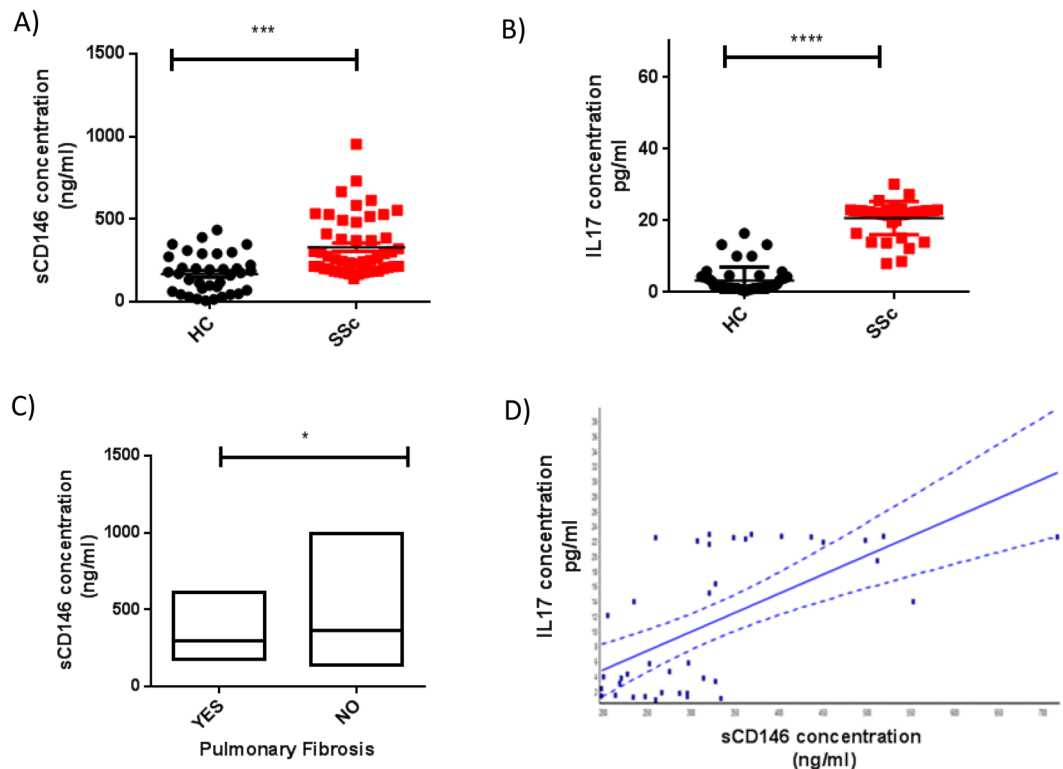 A)
***
1500
1000
500
0
sCD146 concentration
(ng/ml)
HC
SSc
B)
****
60
40
20
0
IL17 concentration
pg/ml
HC
SSc
C)
*
1500
1000
500
0
sCD146 concentration
(ng/ml)
YES
NO
Pulmonary Fibrosis
D)
IL17 concentration
pg/ml
sCD146 concentration
(ng/ml)